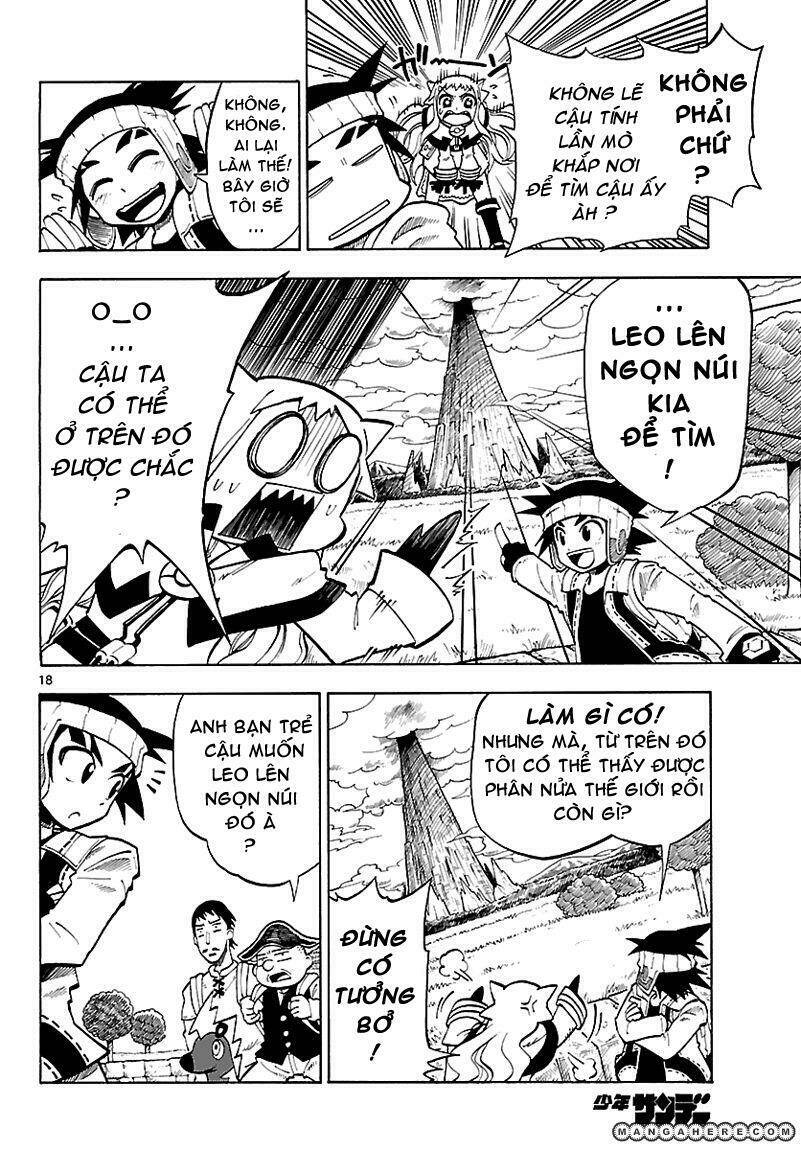 KHÔNG
PHẢI
CHỨ
?
KHÔNG LẼ
CẬU TÍNH
LẦN MÒ
KHẮP NƠI
ĐỂ TÌM CẬU ẤY
ÀH ?
ガーン
KHÔNG,
KHÔNG.
AI LẠI
LÀM THẾ!
BÂY GIỜ
TÔI SẼ
...
...
LEO LÊN
NGỌN NÚI
KIA
ĐỂ TÌM
!
O_O
...
CẬU TA
CÓ THỂ
Ở TRÊN ĐÓ
ĐƯỢC CHẮC
?
18
LÀM GÌ CÓ!
NHƯNG MÀ, TỪ TRÊN ĐÓ
TÔI CÓ THỂ THẤY ĐƯỢC
PHÂN NỬA THẾ GIỚI RỒI
CÒN GÌ?
ĐỪNG
CÓ
TƯỞNG
BỞ
!
ANH BẠN TRẺ
CẬU MUỐN
LEO LÊN
NGỌN NÚI
ĐÓ À
?
少年サンデー
MANGAHERE.COM